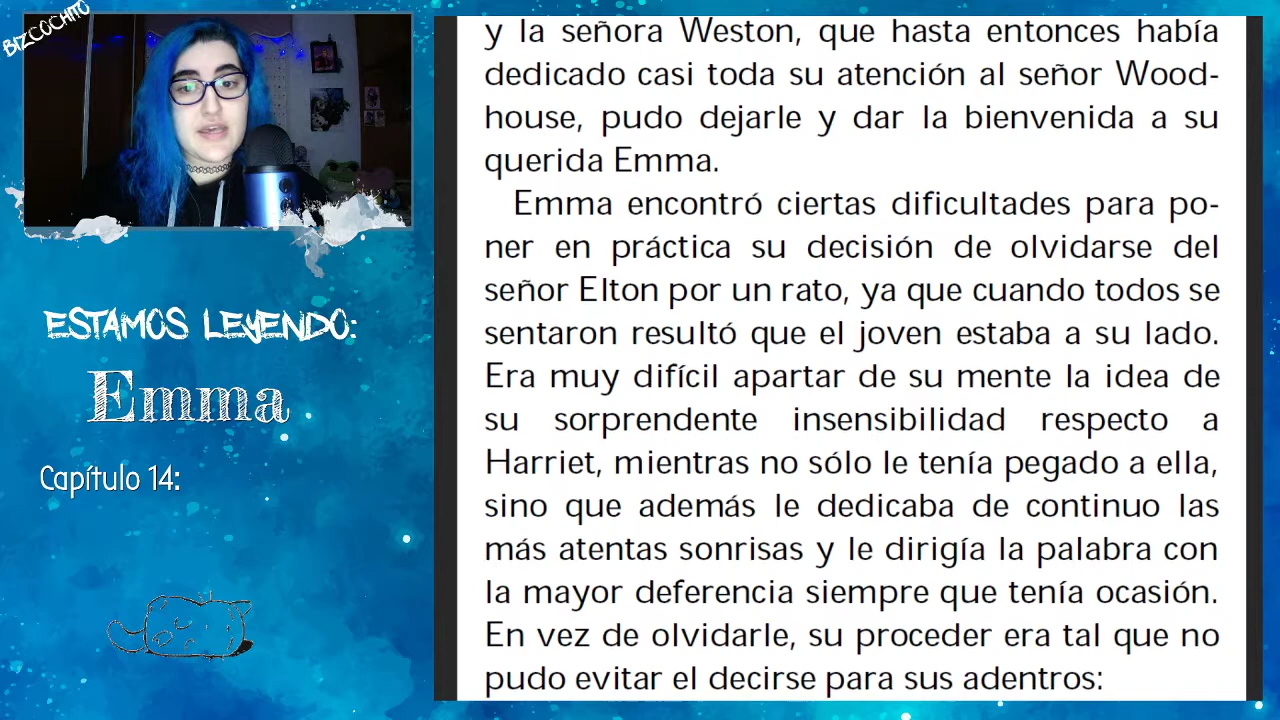 BIZCOCHITO
ESTAMOS LEYENDO:
Emma
Capítulo 14:
y la señora Weston, que hasta entonces había
dedicado casi toda su atención al señor Wood-
house, pudo dejarle y dar la bienvenida a su
querida Emma.
Emma encontró ciertas dificultades para po-
ner en práctica su decisión de olvidarse del
señor Elton por un rato, ya que cuando todos se
sentaron resultó que el joven estaba a su lado.
Era muy difícil apartar de su mente la idea de
su sorprendente insensibilidad respecto a
Harriet, mientras no sólo le tenía pegado a ella,
sino que además le dedicaba de continuo las
más atentas sonrisas y le dirigía la palabra con
la mayor deferencia siempre que tenía ocasión.
En vez de olvidarle, su proceder era tal que no
pudo evitar el decirse para sus adentros: